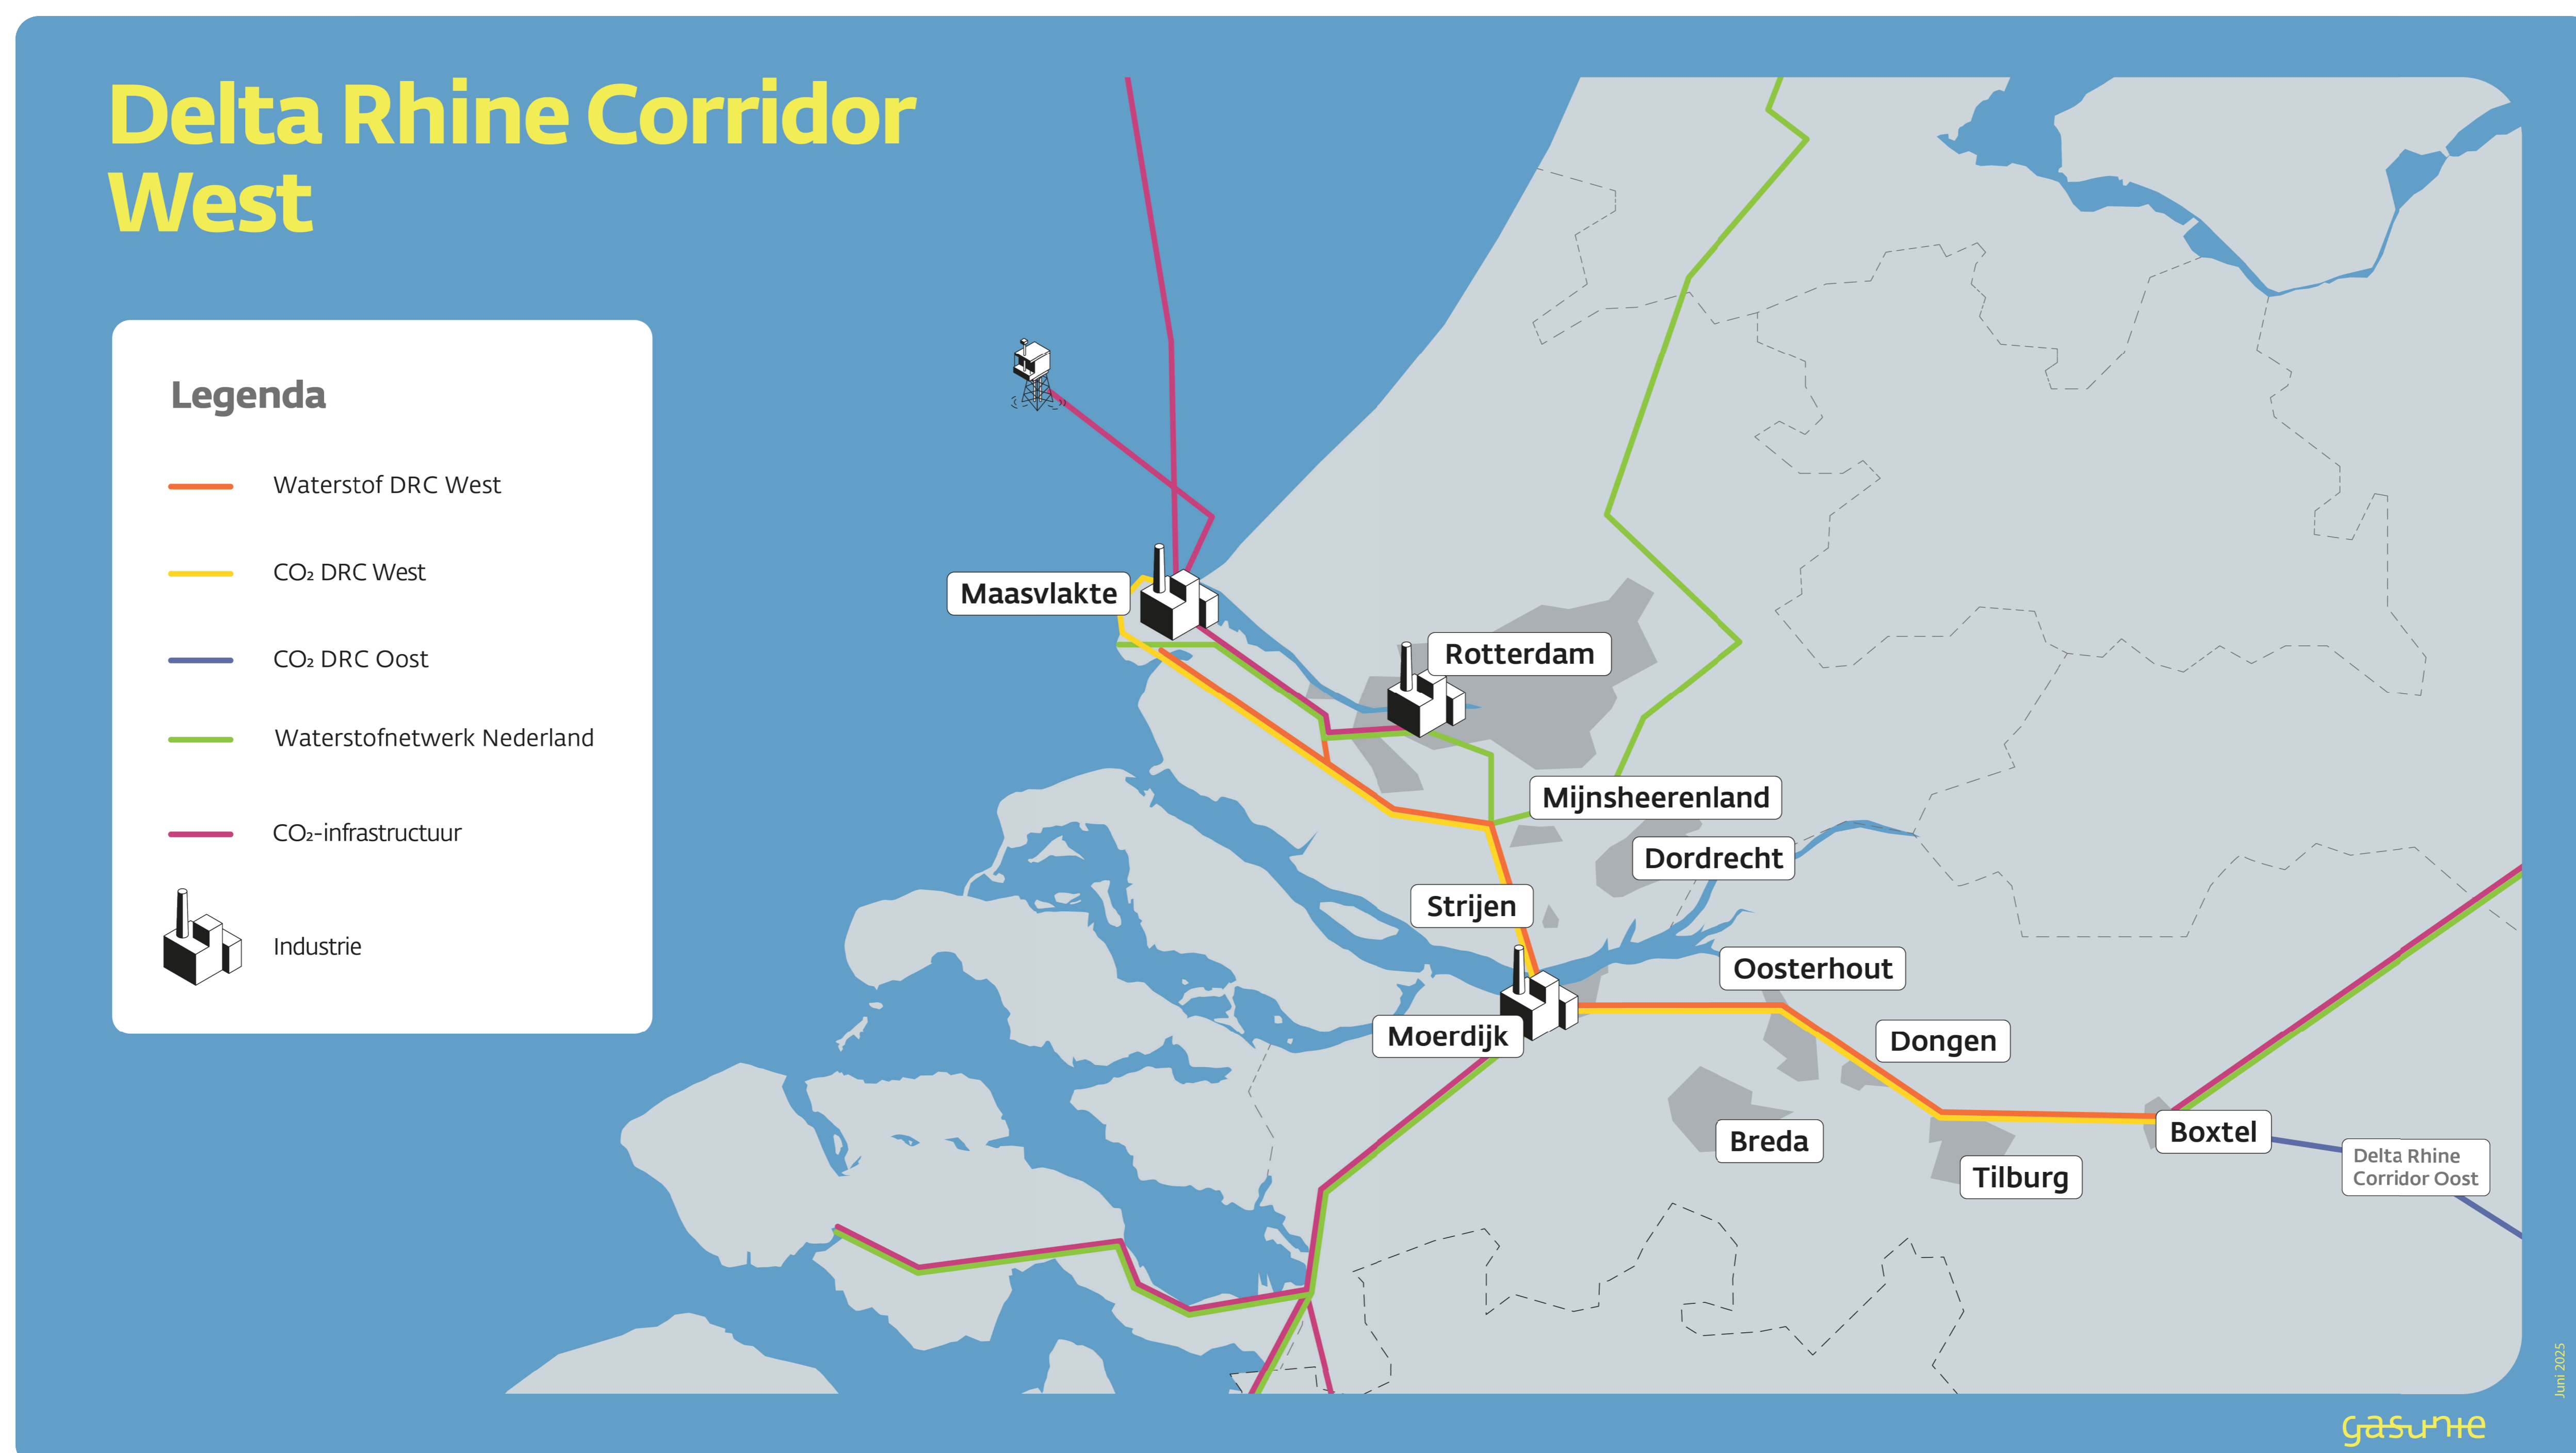 Delta Rhine Corridor
West
Legenda
Waterstof DRC West
CO₂ DRC West
CO₂ DRC Oost
Waterstofnetwerk Nederland
CO₂-infrastructuur
Industrie
Maasvlakte
Rotterdam
Mijnsheerenland
Dordrecht
Strijen
Oosterhout
Moerdijk
Dongen
Breda
Boxtel
Tilburg
Delta Rhine
Corridor Oost
Juni 2025
gasunie